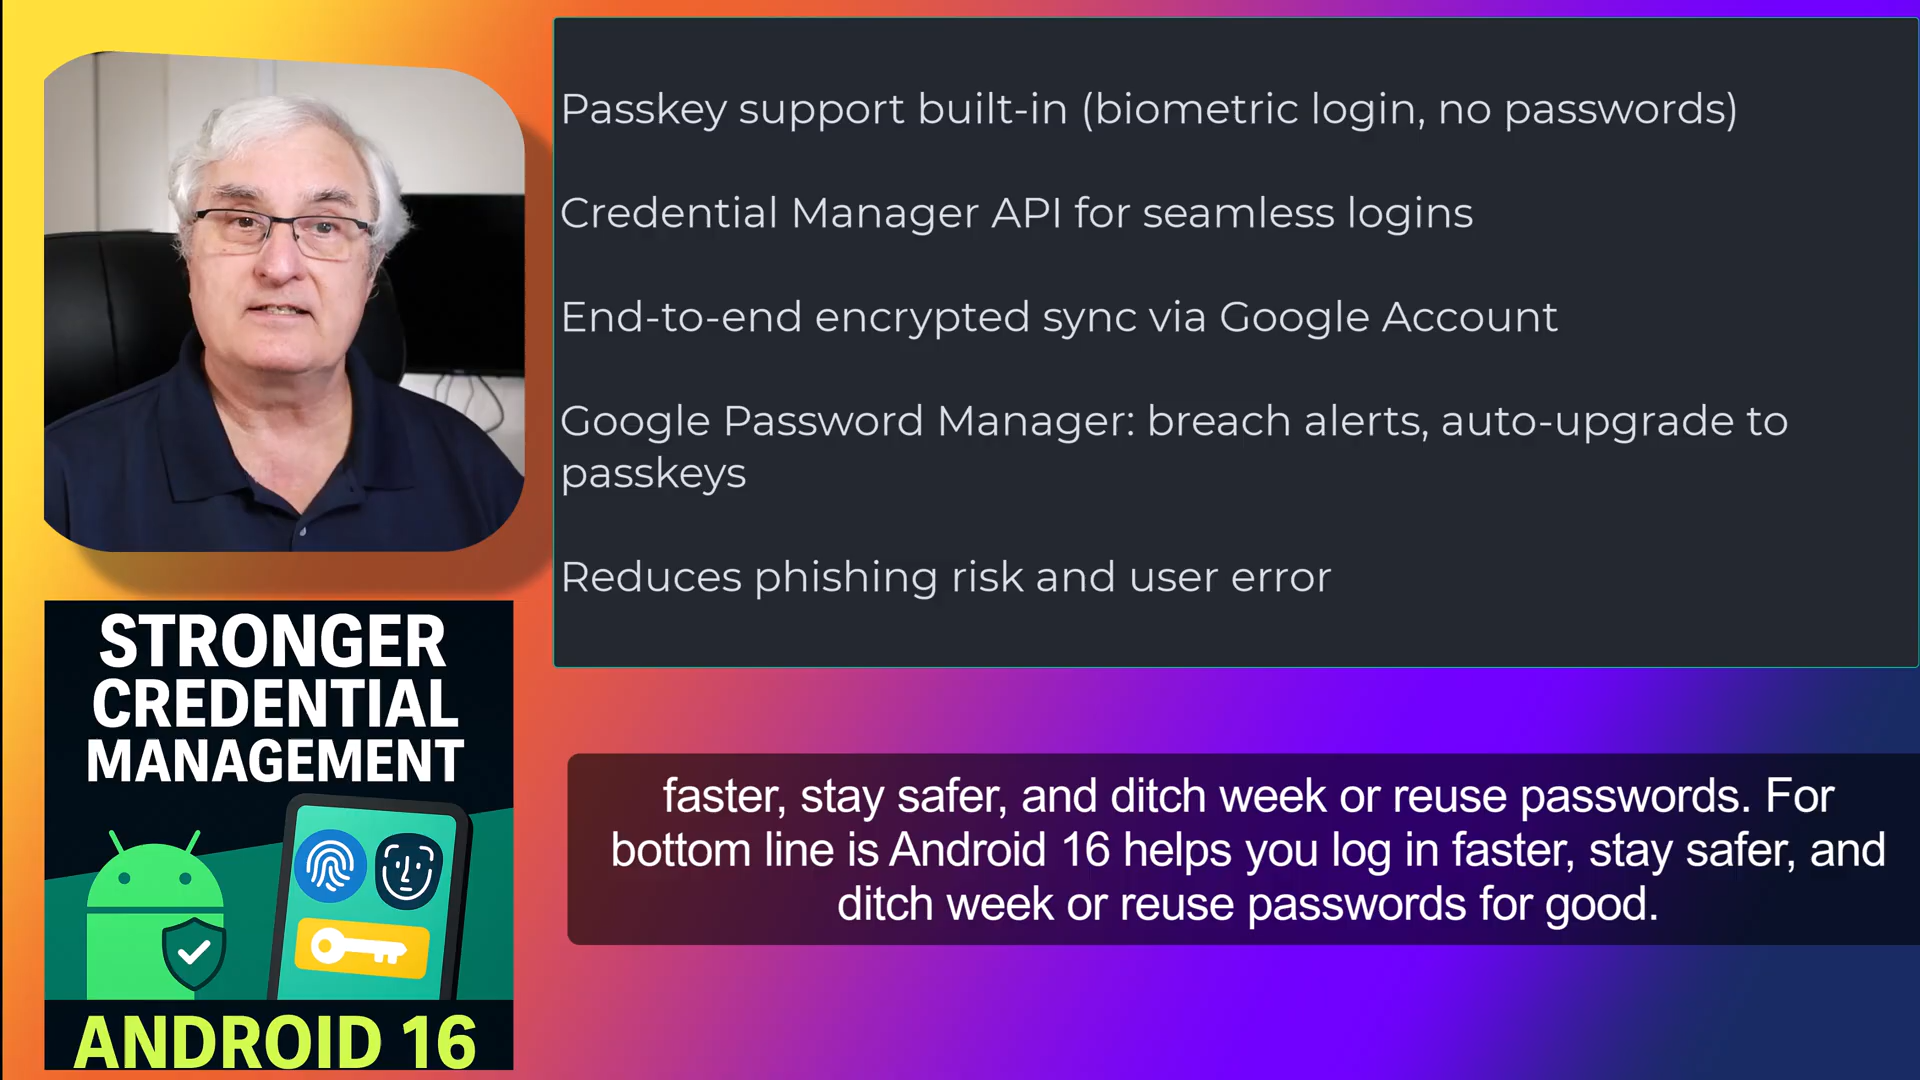 Passkey support built-in (biometric login, no passwords)
Credential Manager API for seamless logins
End-to-end encrypted sync via Google Account
Google Password Manager: breach alerts, auto-upgrade to
passkeys
Reduces phishing risk and user error
STRONGER
CREDENTIAL
MANAGEMENT
ANDROID 16
faster, stay safer, and ditch week or reuse passwords. For
bottom line is Android 16 helps you log in faster, stay safer, and
ditch week or reuse passwords for good.